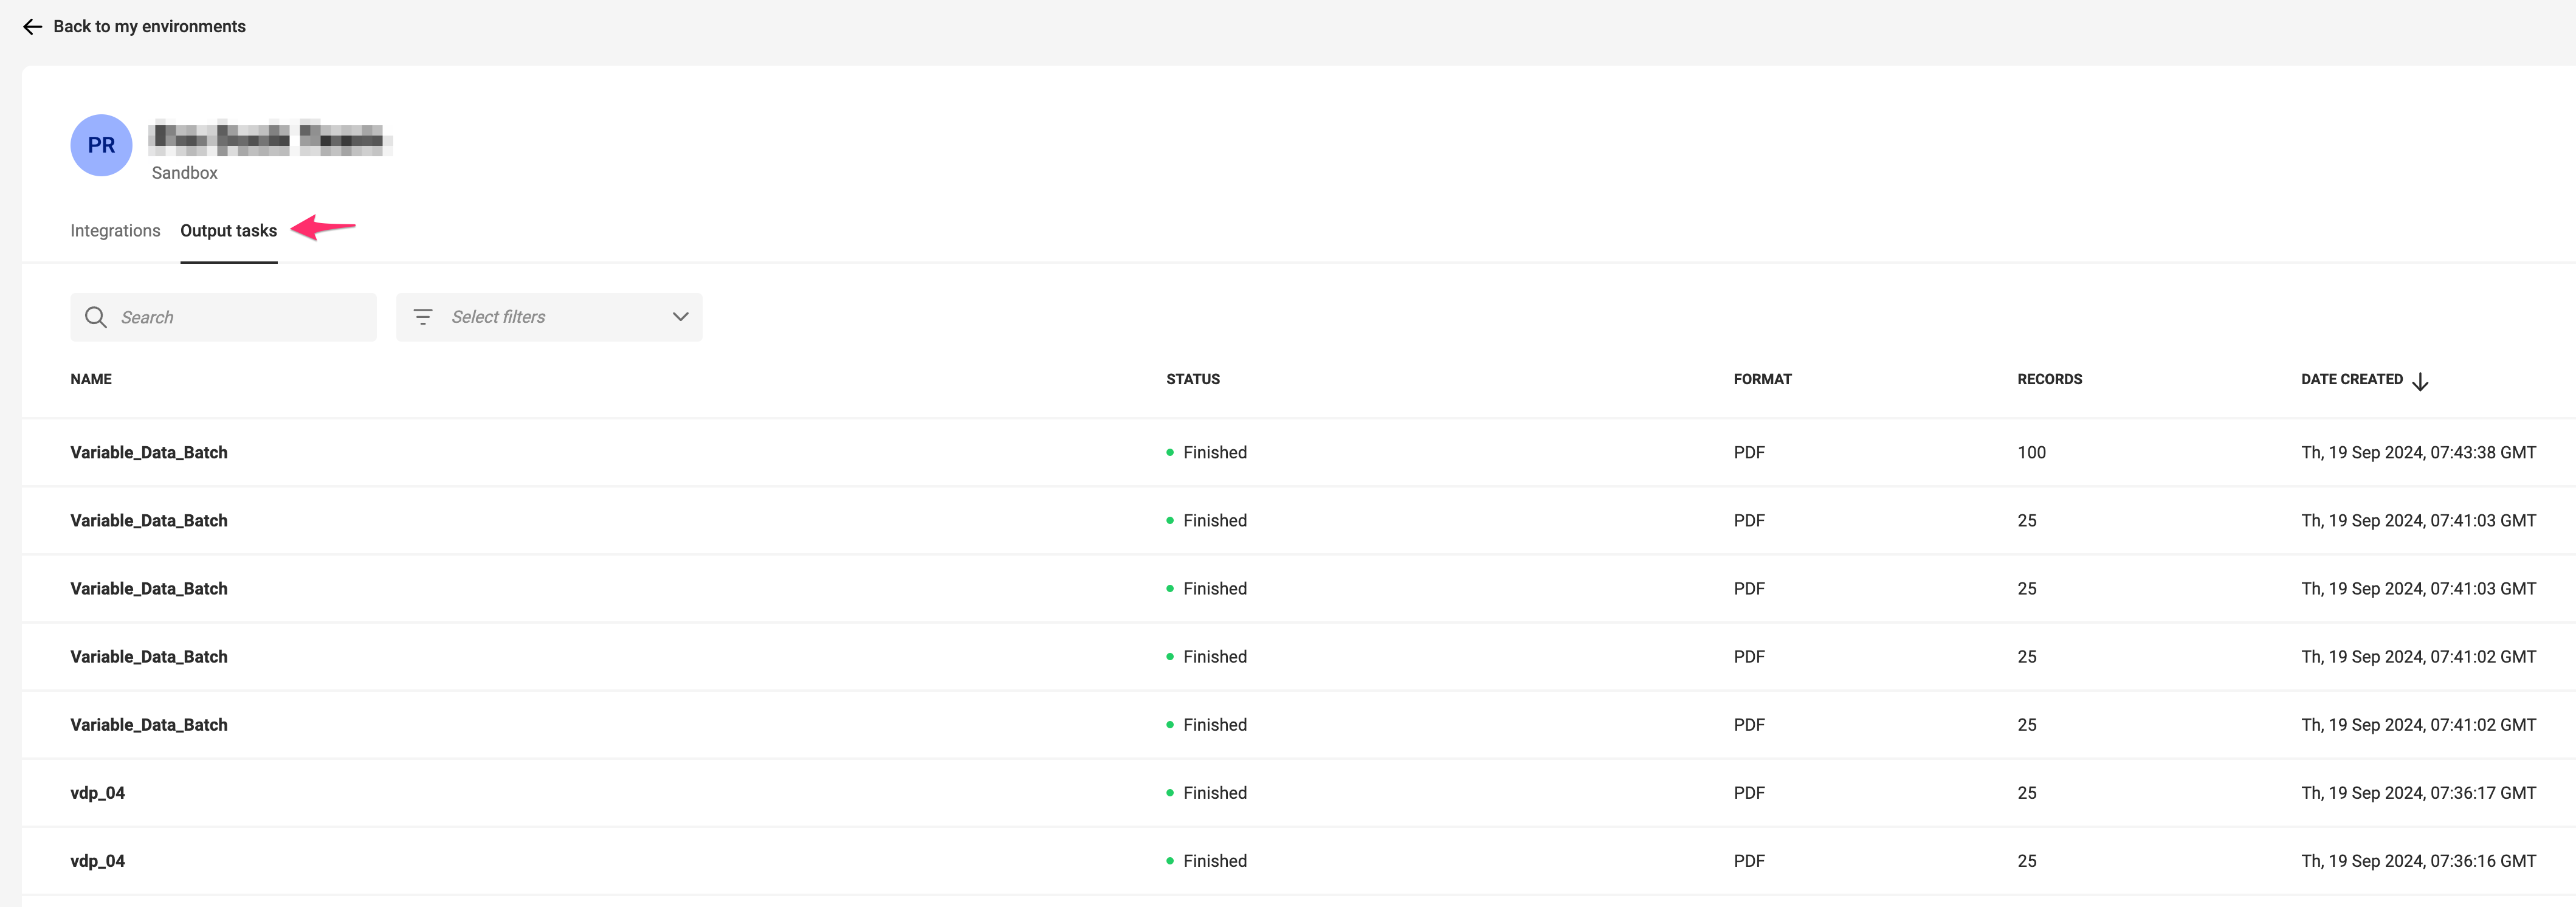 Back to my environments
PR
Sandbox
Integrations Output tasks
Search Select filters
NAME STATUS FORMAT RECORDS DATE CREATED
Variable_Data_Batch Finished PDF 100 Th, 19 Sep 2024, 07:43:38 GMT
Variable_Data_Batch Finished PDF 25 Th, 19 Sep 2024, 07:41:03 GMT
Variable_Data_Batch Finished PDF 25 Th, 19 Sep 2024, 07:41:03 GMT
Variable_Data_Batch Finished PDF 25 Th, 19 Sep 2024, 07:41:02 GMT
Variable_Data_Batch Finished PDF 25 Th, 19 Sep 2024, 07:41:02 GMT
vdp_04 Finished PDF 25 Th, 19 Sep 2024, 07:36:17 GMT
vdp_04 Finished PDF 25 Th, 19 Sep 2024, 07:36:16 GMT